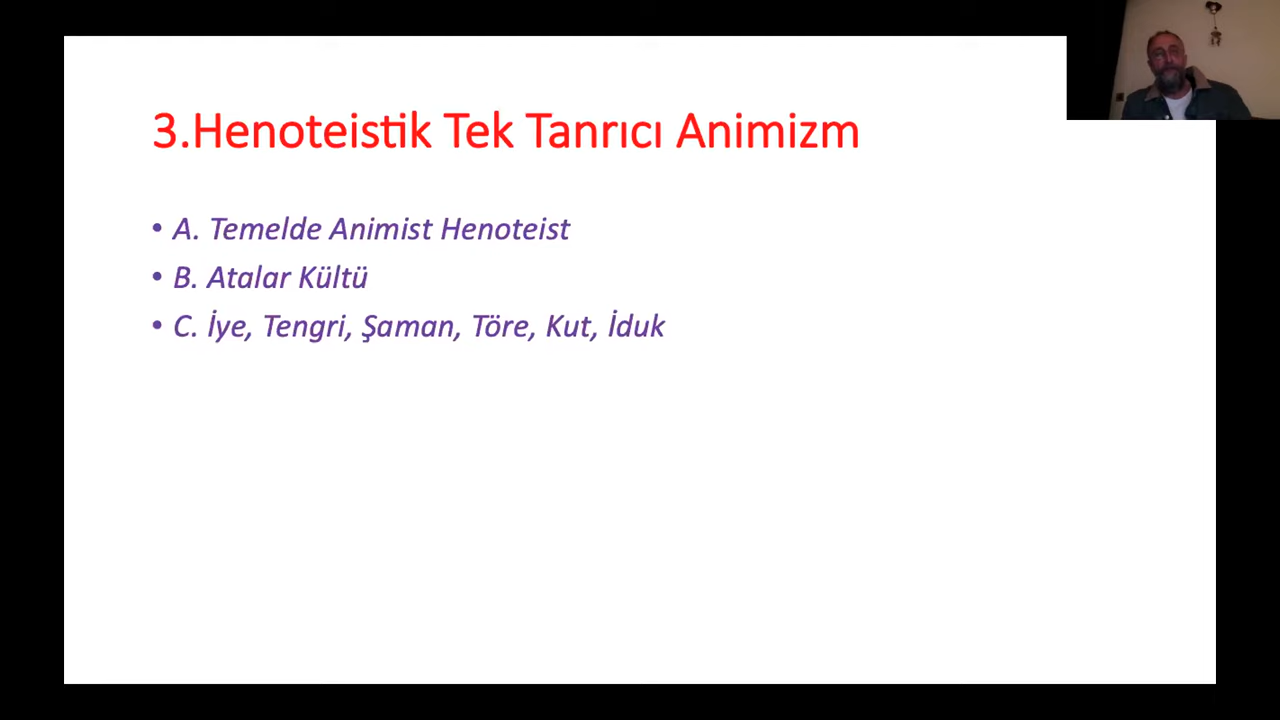 3.Henoteistik Tek Tanrıcı Animizm
• A. Temelde Animist Henoteist
• B. Atalar Kültü
• C. İye, Tengri, Şaman, Töre, Kut, İduk